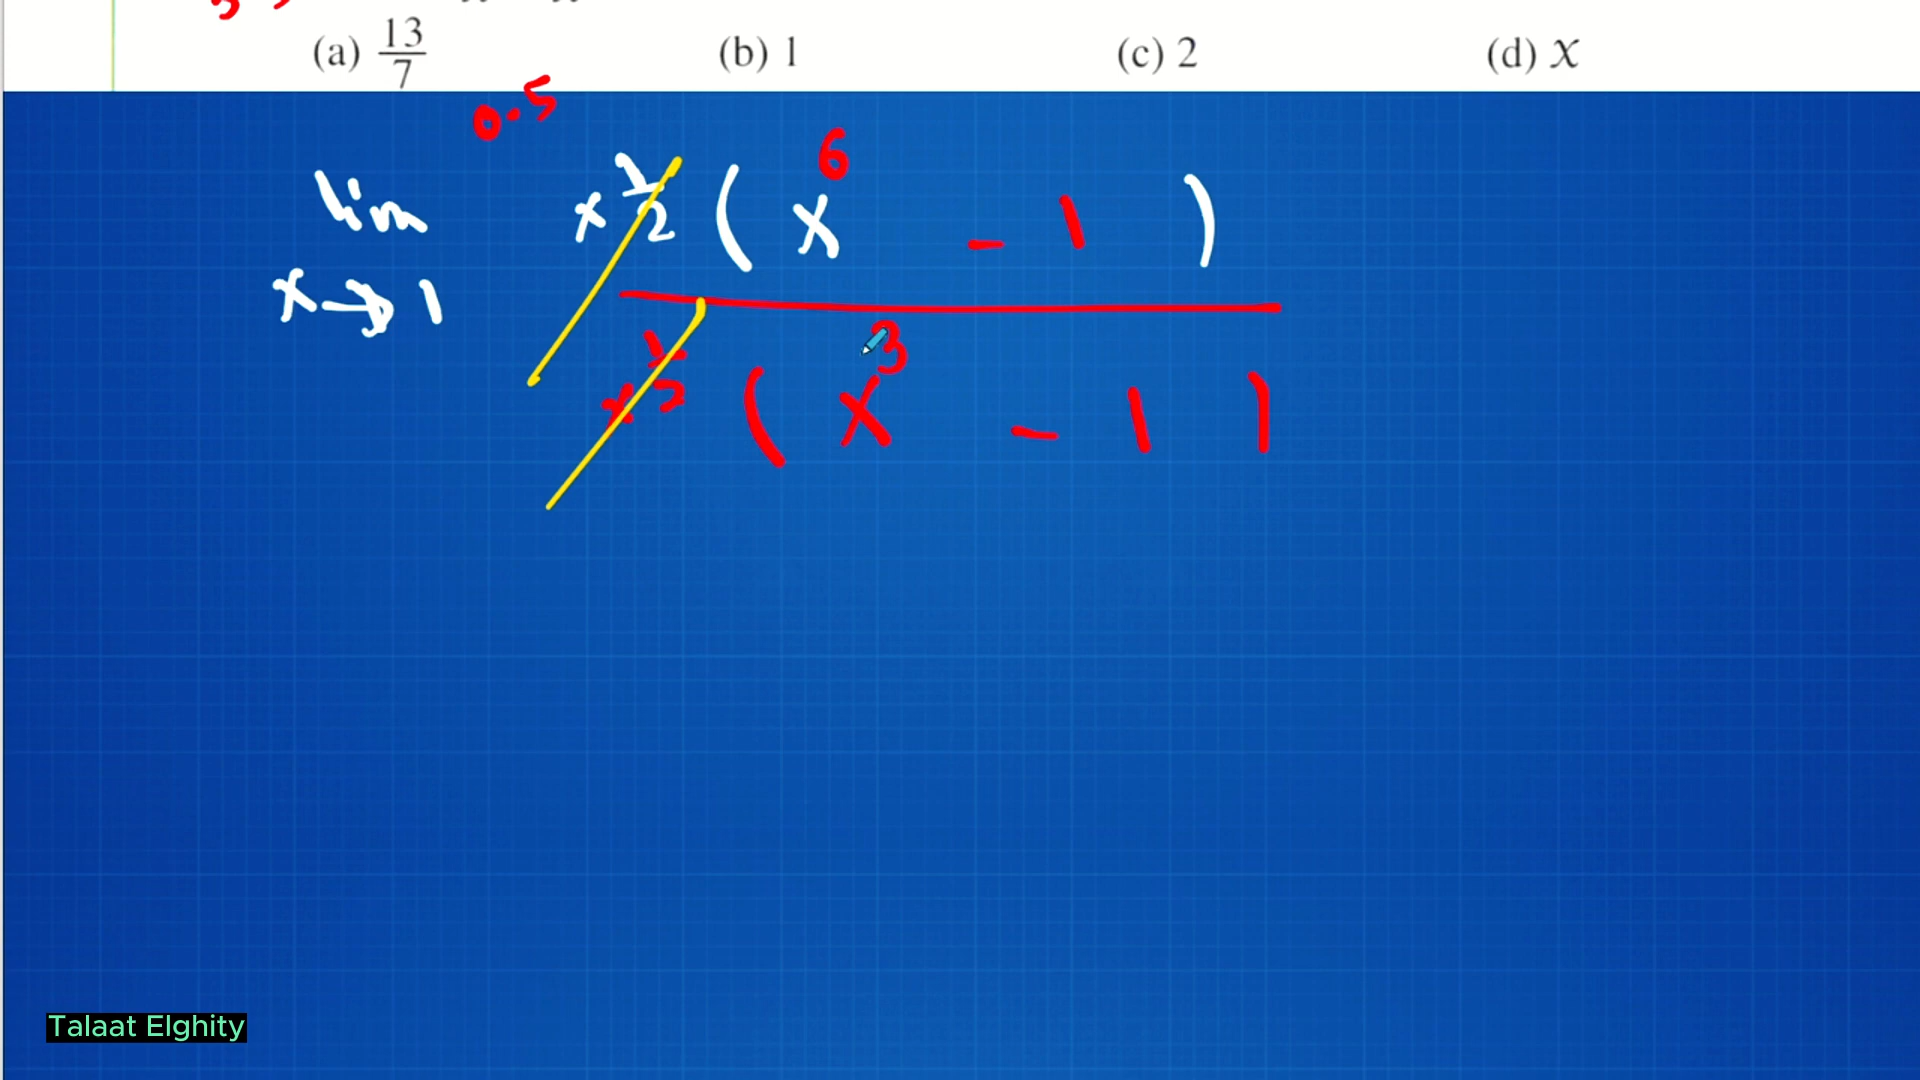 (a) 13/7 (b) 1 (c) 2 (d) X
0.5
lim x→1 x^1/2 ( x^6 - 1 )
x^1/2 ( x^3 - 1 )
Talaat Elghity